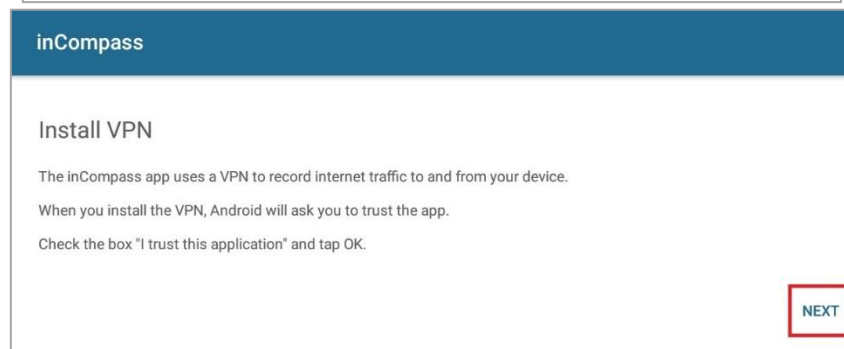 inCompass
Install VPN
The inCompass app uses a VPN to record internet traffic to and from your device.
When you install the VPN, Android will ask you to trust the app.
Check the box "I trust this application" and tap OK.
NEXT